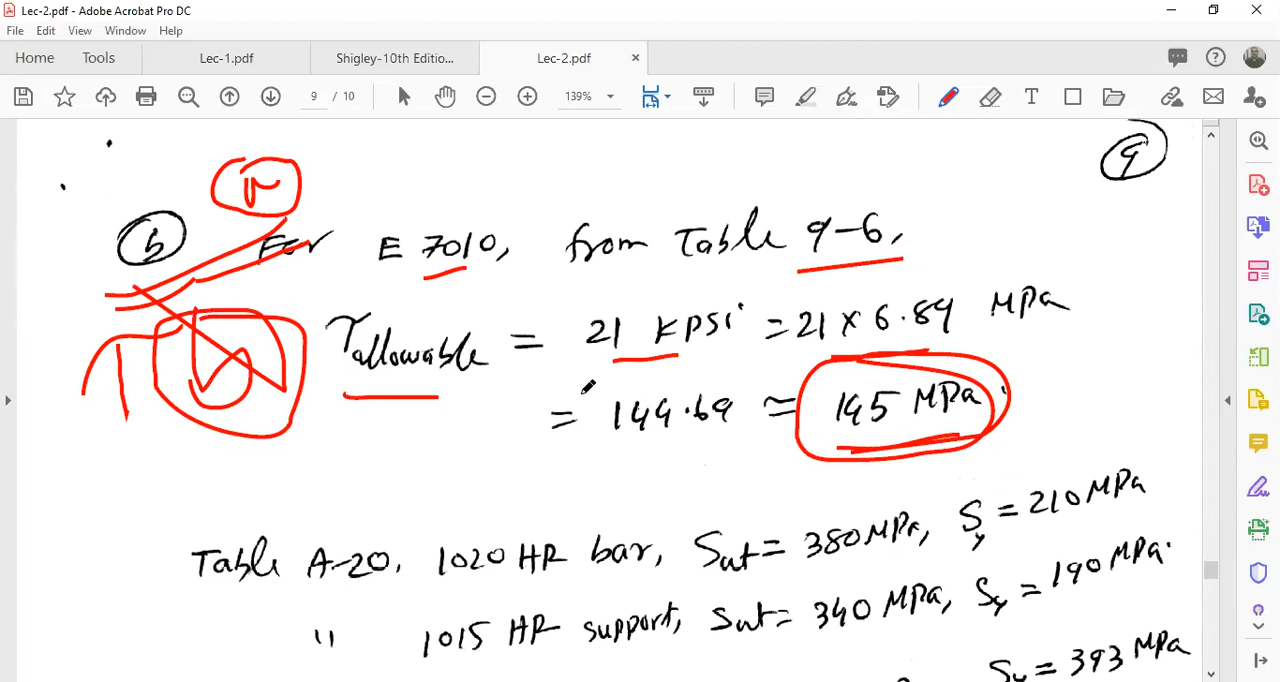 Lec-2.pdf - Adobe Acrobat Pro DC
File Edit View Window Help
Home Tools Lec-1.pdf Shigley-10th Editio... Lec-2.pdf ×
9 / 10 139%
9
b For E 7010, from Table 9-6,
τallowable = 21 kpsi = 21 × 6.89 MPa
= 144.69 ≈ 145 MPa
Table A-20, 1020 HR bar, Sut = 380 MPa, Sy = 210 MPa
" 1015 HR support, Sut = 340 MPa, Sy = 190 MPa.
Sy = 393 MPa